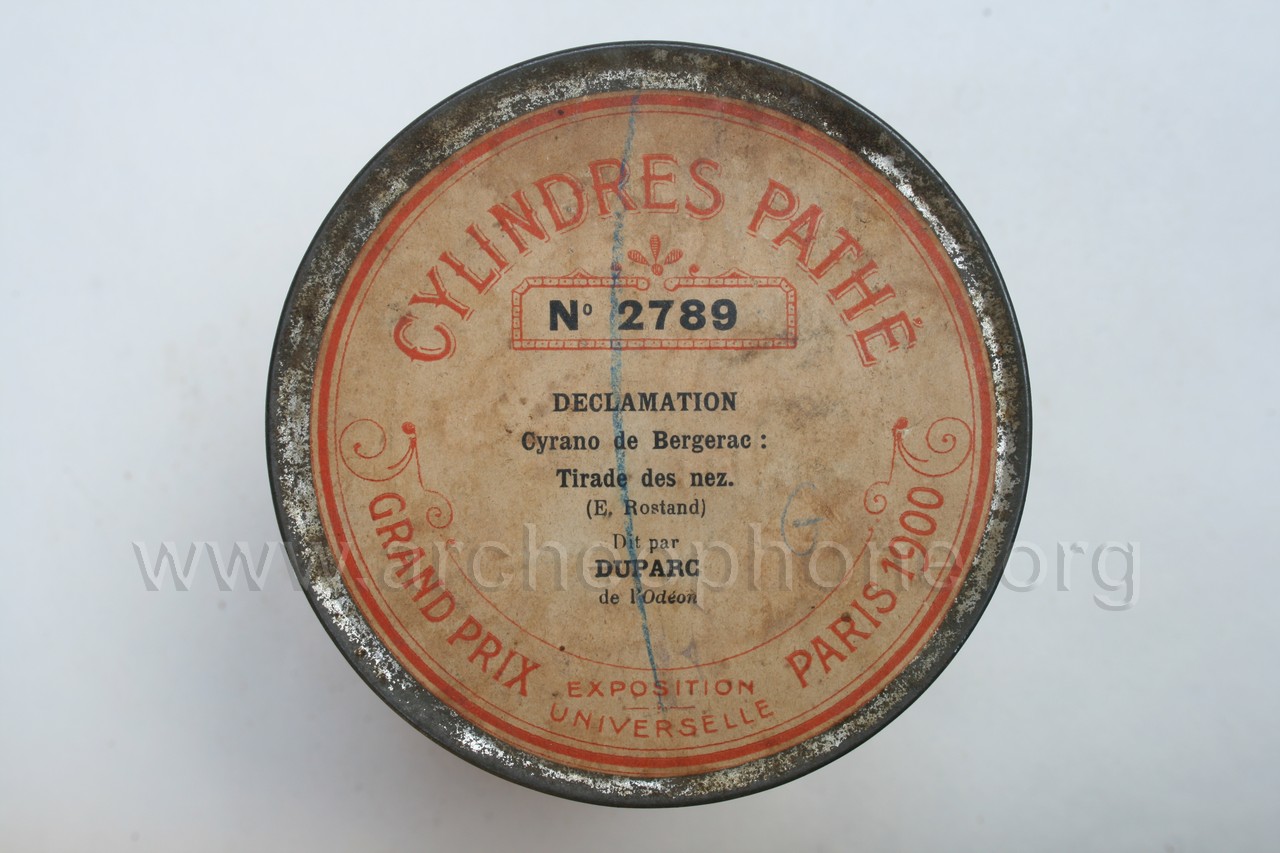 CYLINDRES PATHÉ
Nº 2789
DECLAMATION
Cyrano de Bergerac :
Tirade des nez.
(E. Rostand)
Dit par
DUPARC
de l'Odéon
G
GRAND PRIX
EXPOSITION
UNIVERSELLE
PARIS 1900
www.archeophone.org